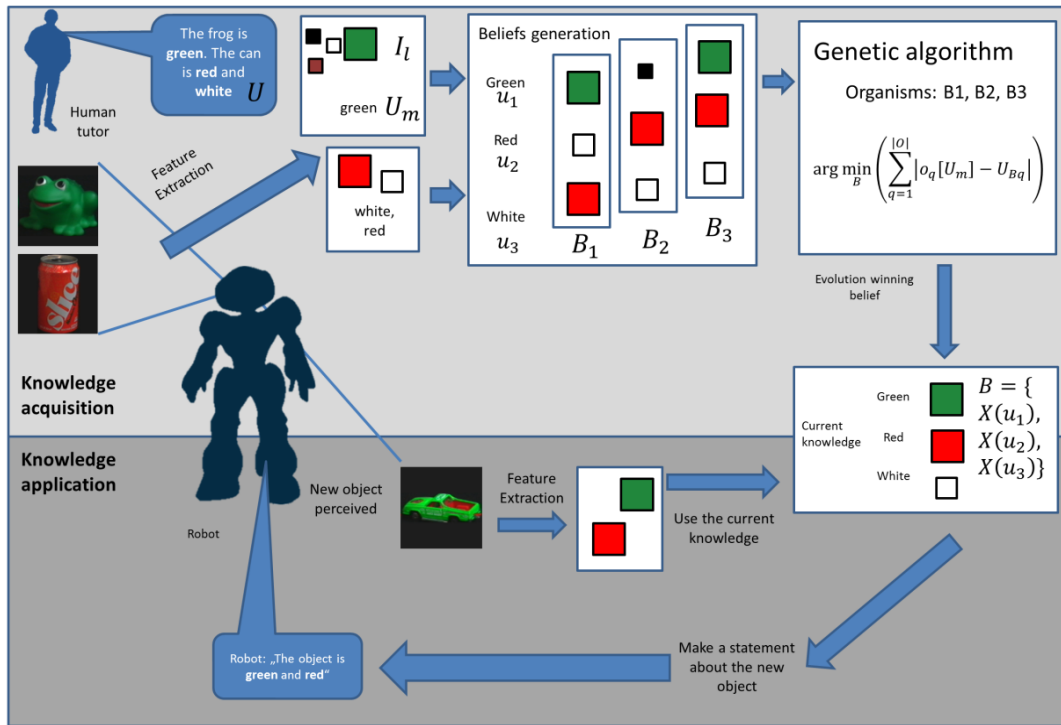 The frog is
green. The can
is red and
white U
Human
tutor
Feature
Extraction
I_l
green U_m
white,
red
Beliefs generation
Green
u_1
Red
u_2
White
u_3
B_1
B_2
B_3
Genetic algorithm
Organisms: B1, B2, B3
arg min_B (∑_{q=1}^{|O|} |o_q[U_m] − U_{Bq}|)
Evolution winning
belief
slice
Knowledge
acquisition
Current
knowledge
Green
Red
White
B = {
X(u_1),
X(u_2),
X(u_3)}
Knowledge
application
Robot
New object
perceived
Feature
Extraction
Use the current
knowledge
Make a statement
about the new
object
Robot: „The object is
green and red“